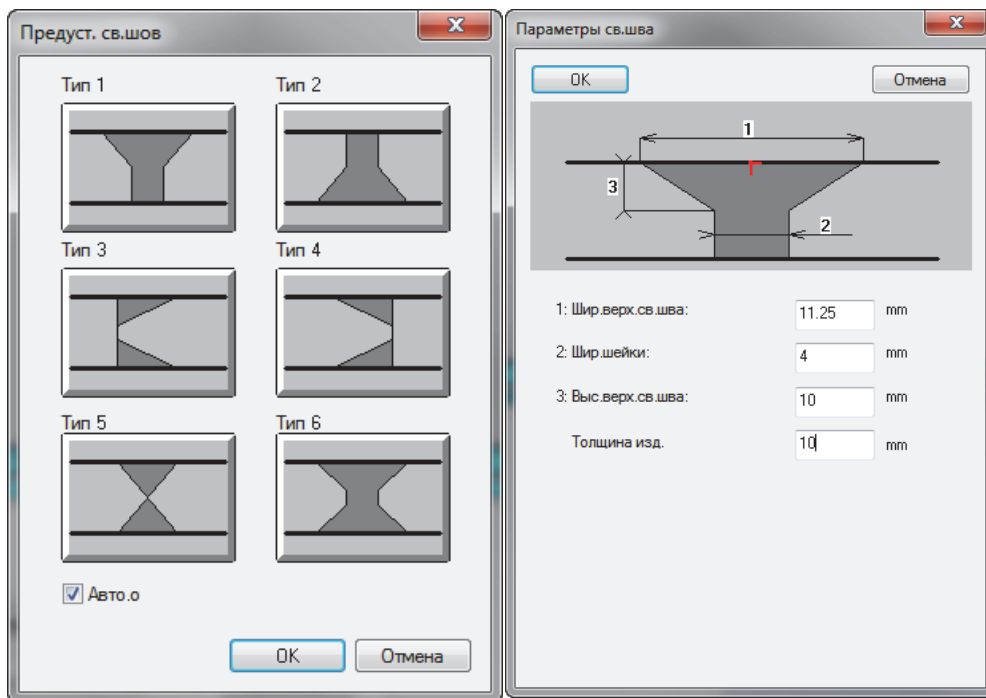 Предуст. св.шов
Тип 1 Тип 2
Тип 3 Тип 4
Тип 5 Тип 6
Авто.о
OK Отмена
Параметры св.шва
OK Отмена
1
3
2
1: Шир.верх.св.шва: 11.25 mm
2: Шир.шейки: 4 mm
3: Выс.верх.св.шва: 10 mm
Толщина изд. 10 mm